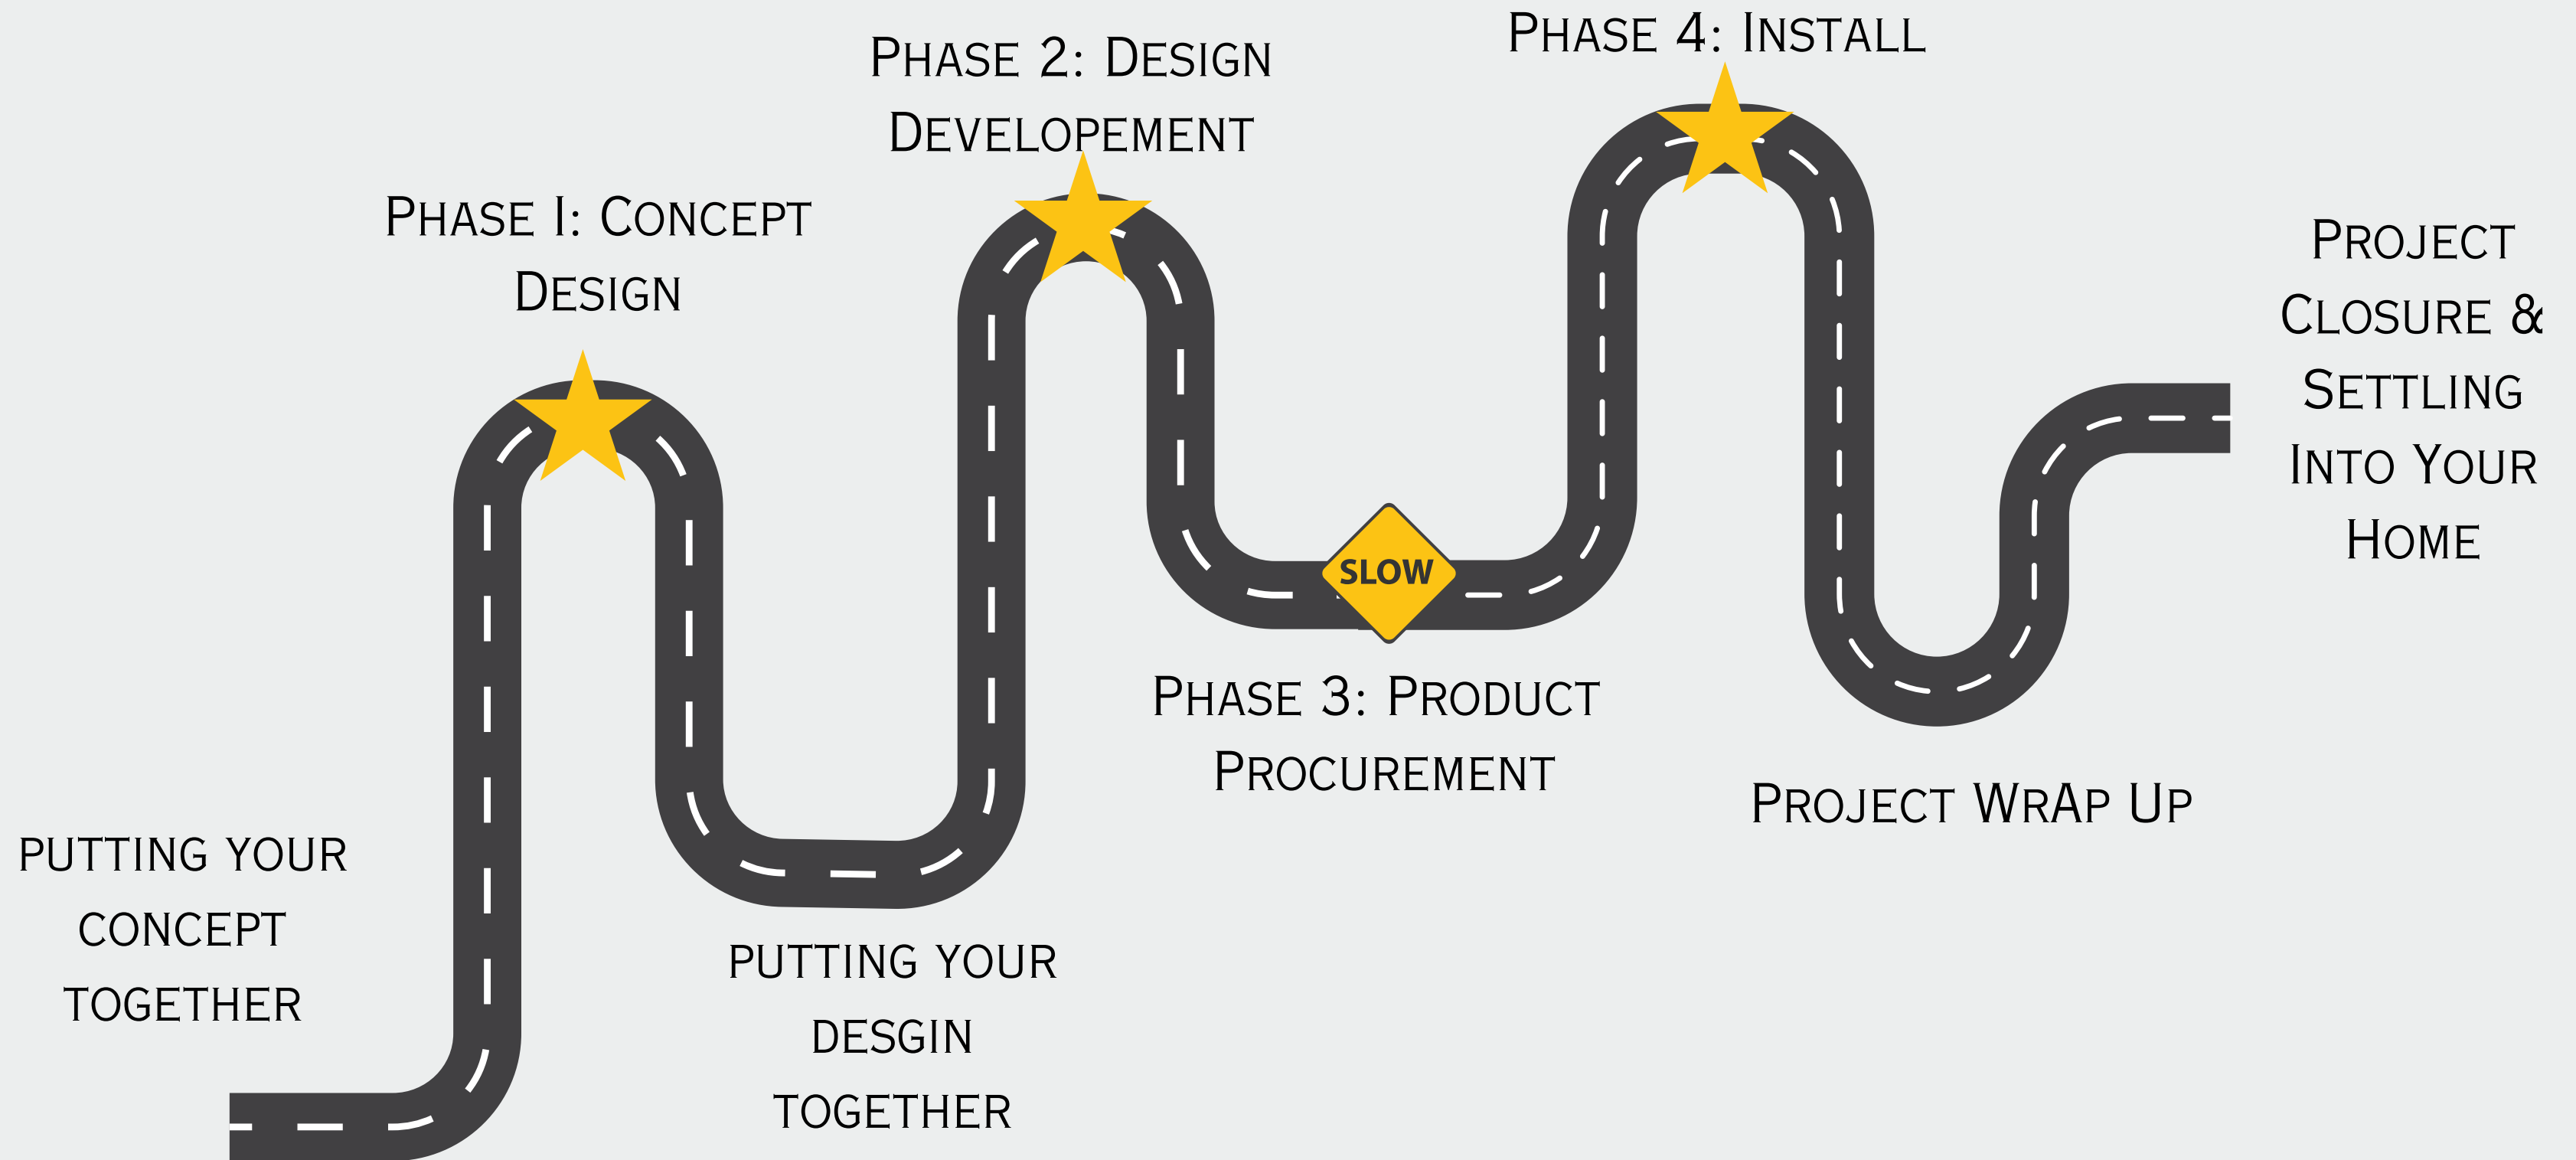 putting your
concept
together
Phase I: Concept
Design
putting your
desgin
together
Phase 2: Design
Developement
SLOW
Phase 3: Product
Procurement
Phase 4: Install
Project WrAp Up
Project
Closure &
Settling
Into Your
Home